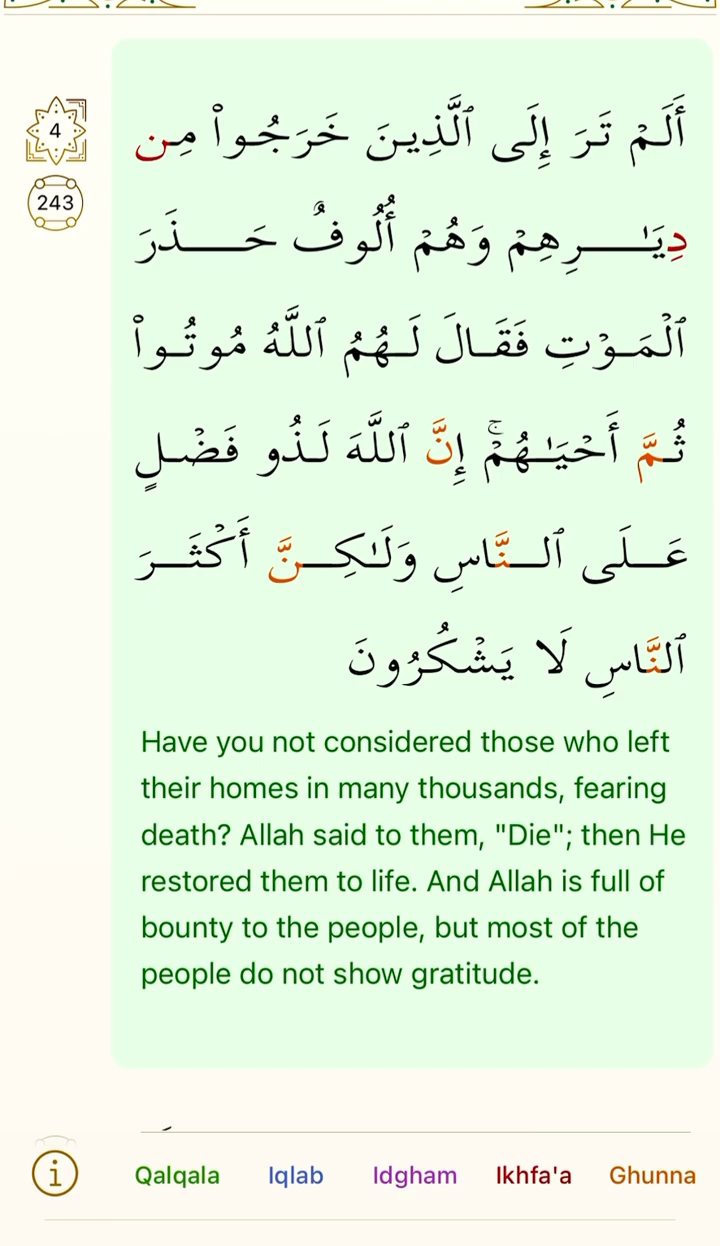 4
243
أَلَمْ تَرَ إِلَى ٱلَّذِينَ خَرَجُوا۟ مِن
دِيَـٰرِهِمْ وَهُمْ أُلُوفٌ حَذَرَ
ٱلْمَوْتِ فَقَالَ لَهُمُ ٱللَّهُ مُوتُوا۟
ثُمَّ أَحْيَـٰهُمْ ۚ إِنَّ ٱللَّهَ لَذُو فَضْلٍ
عَلَى ٱلنَّاسِ وَلَـٰكِنَّ أَكْثَرَ
ٱلنَّاسِ لَا يَشْكُرُونَ
Have you not considered those who left
their homes in many thousands, fearing
death? Allah said to them, "Die"; then He
restored them to life. And Allah is full of
bounty to the people, but most of the
people do not show gratitude.
Qalqala Iqlab Idgham Ikhfa'a Ghunna